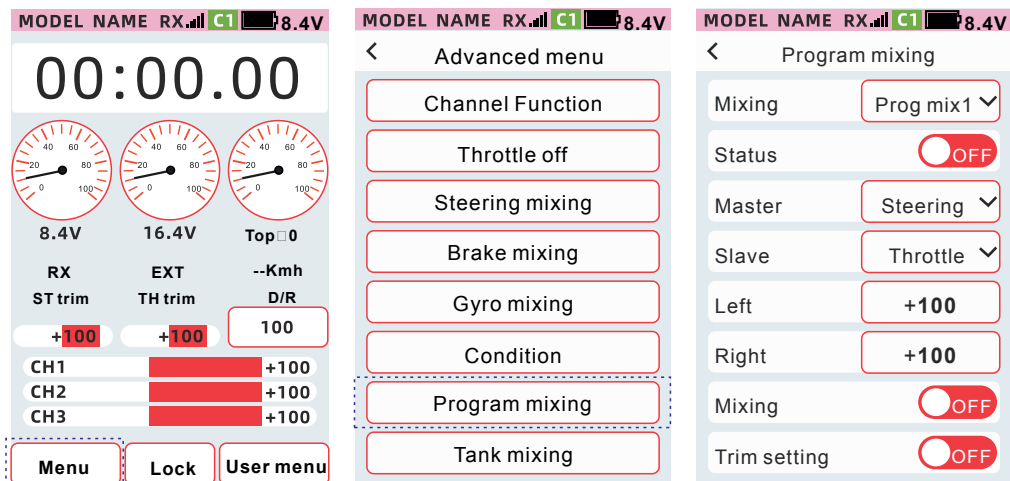 MODEL NAME RX C1 8.4V
00:00.00
20 40 60 80 0 100
20 40 60 80 0 100
20 40 60 80 0 100
8.4V 16.4V Top□0
RX EXT --Kmh
ST trim TH trim D/R
+100 +100 100
CH1 +100
CH2 +100
CH3 +100
Menu Lock User menu
MODEL NAME RX C1 8.4V
< Advanced menu
Channel Function
Throttle off
Steering mixing
Brake mixing
Gyro mixing
Condition
Program mixing
Tank mixing
MODEL NAME RX C1 8.4V
< Program mixing
Mixing Prog mix1
Status OFF
Master Steering
Slave Throttle
Left +100
Right +100
Mixing OFF
Trim setting OFF